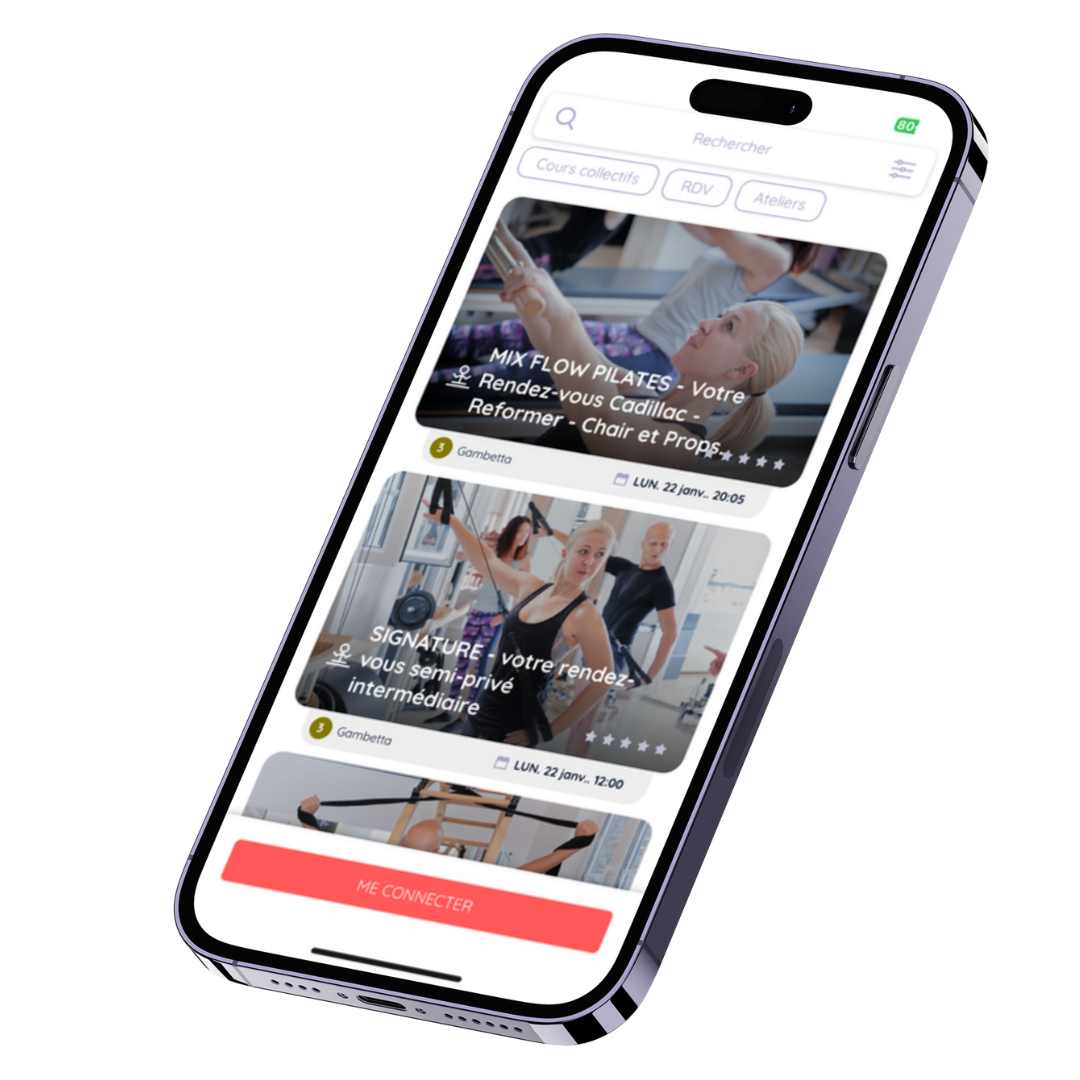 80
Rechercher
Cours collectifs
RDV
Ateliers
MIX FLOW PILATES - Votre
Rendez-vous Cadillac -
Reformer - Chair et Props
3 Gambetta
LUN. 22 janv.. 20:05
SIGNATURE - votre rendez-
vous semi-privé
intermédiaire
3 Gambetta
LUN. 22 janv.. 12:00
ME CONNECTER